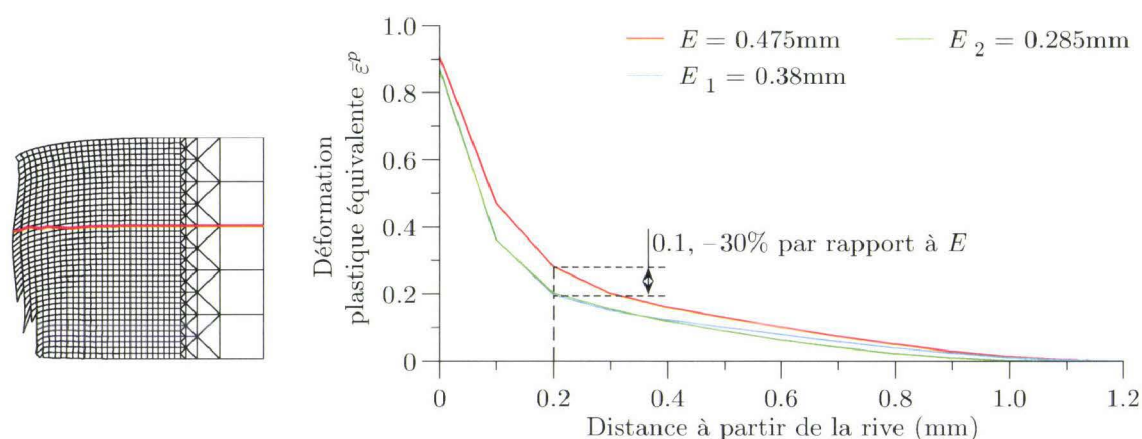 E = 0.475mm
E 2 = 0.285mm
E 1 = 0.38mm
Déformation
plastique équivalente ε̄ᵖ
1.0
0.8
0.6
0.4
0.2
0
0.1, –30% par rapport à E
0 0.2 0.4 0.6 0.8 1.0 1.2
Distance à partir de la rive (mm)